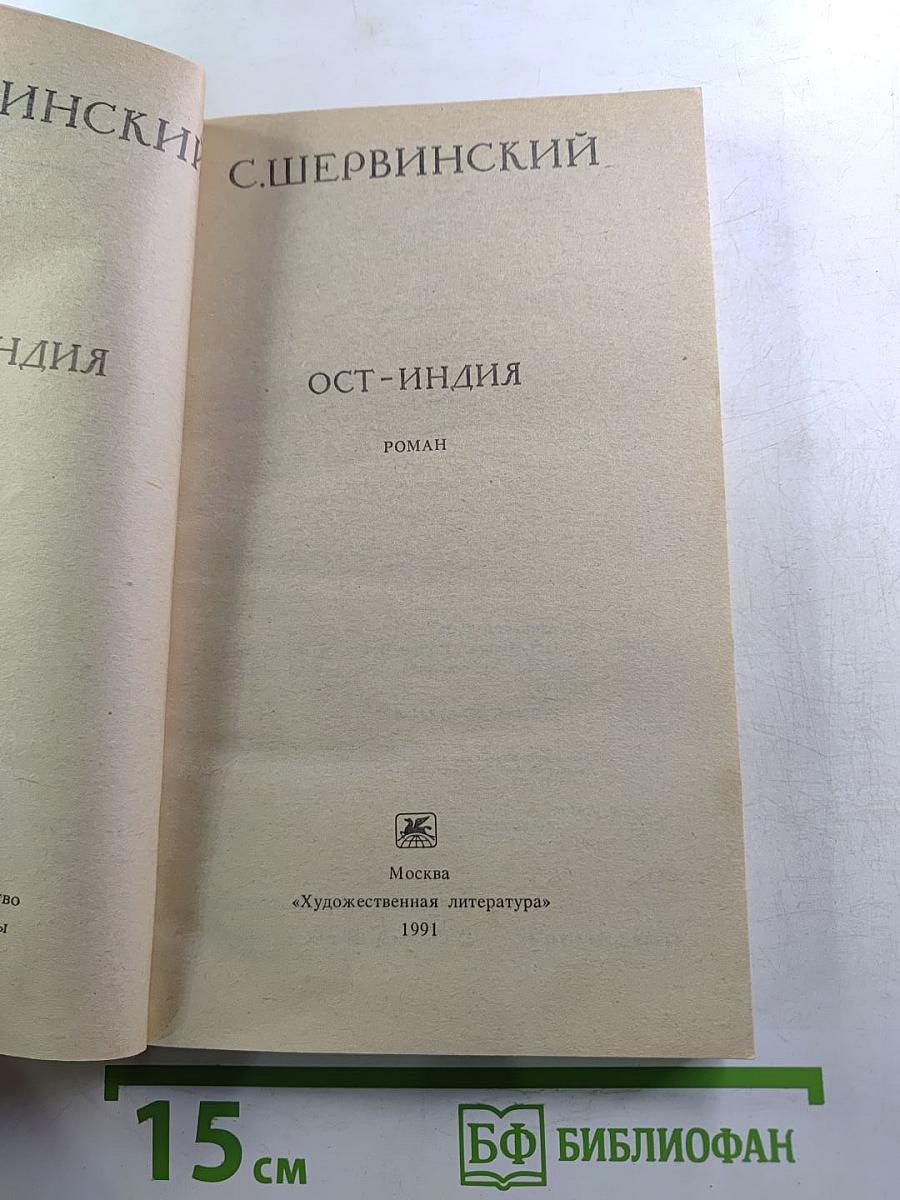 ИНСКИЙ
НДИЯ
С.ШЕРВИНСКИЙ
ОСТ-ИНДИЯ
РОМАН
Москва
«Художественная литература»
1991
15 см
БФ БИБЛИОФАН